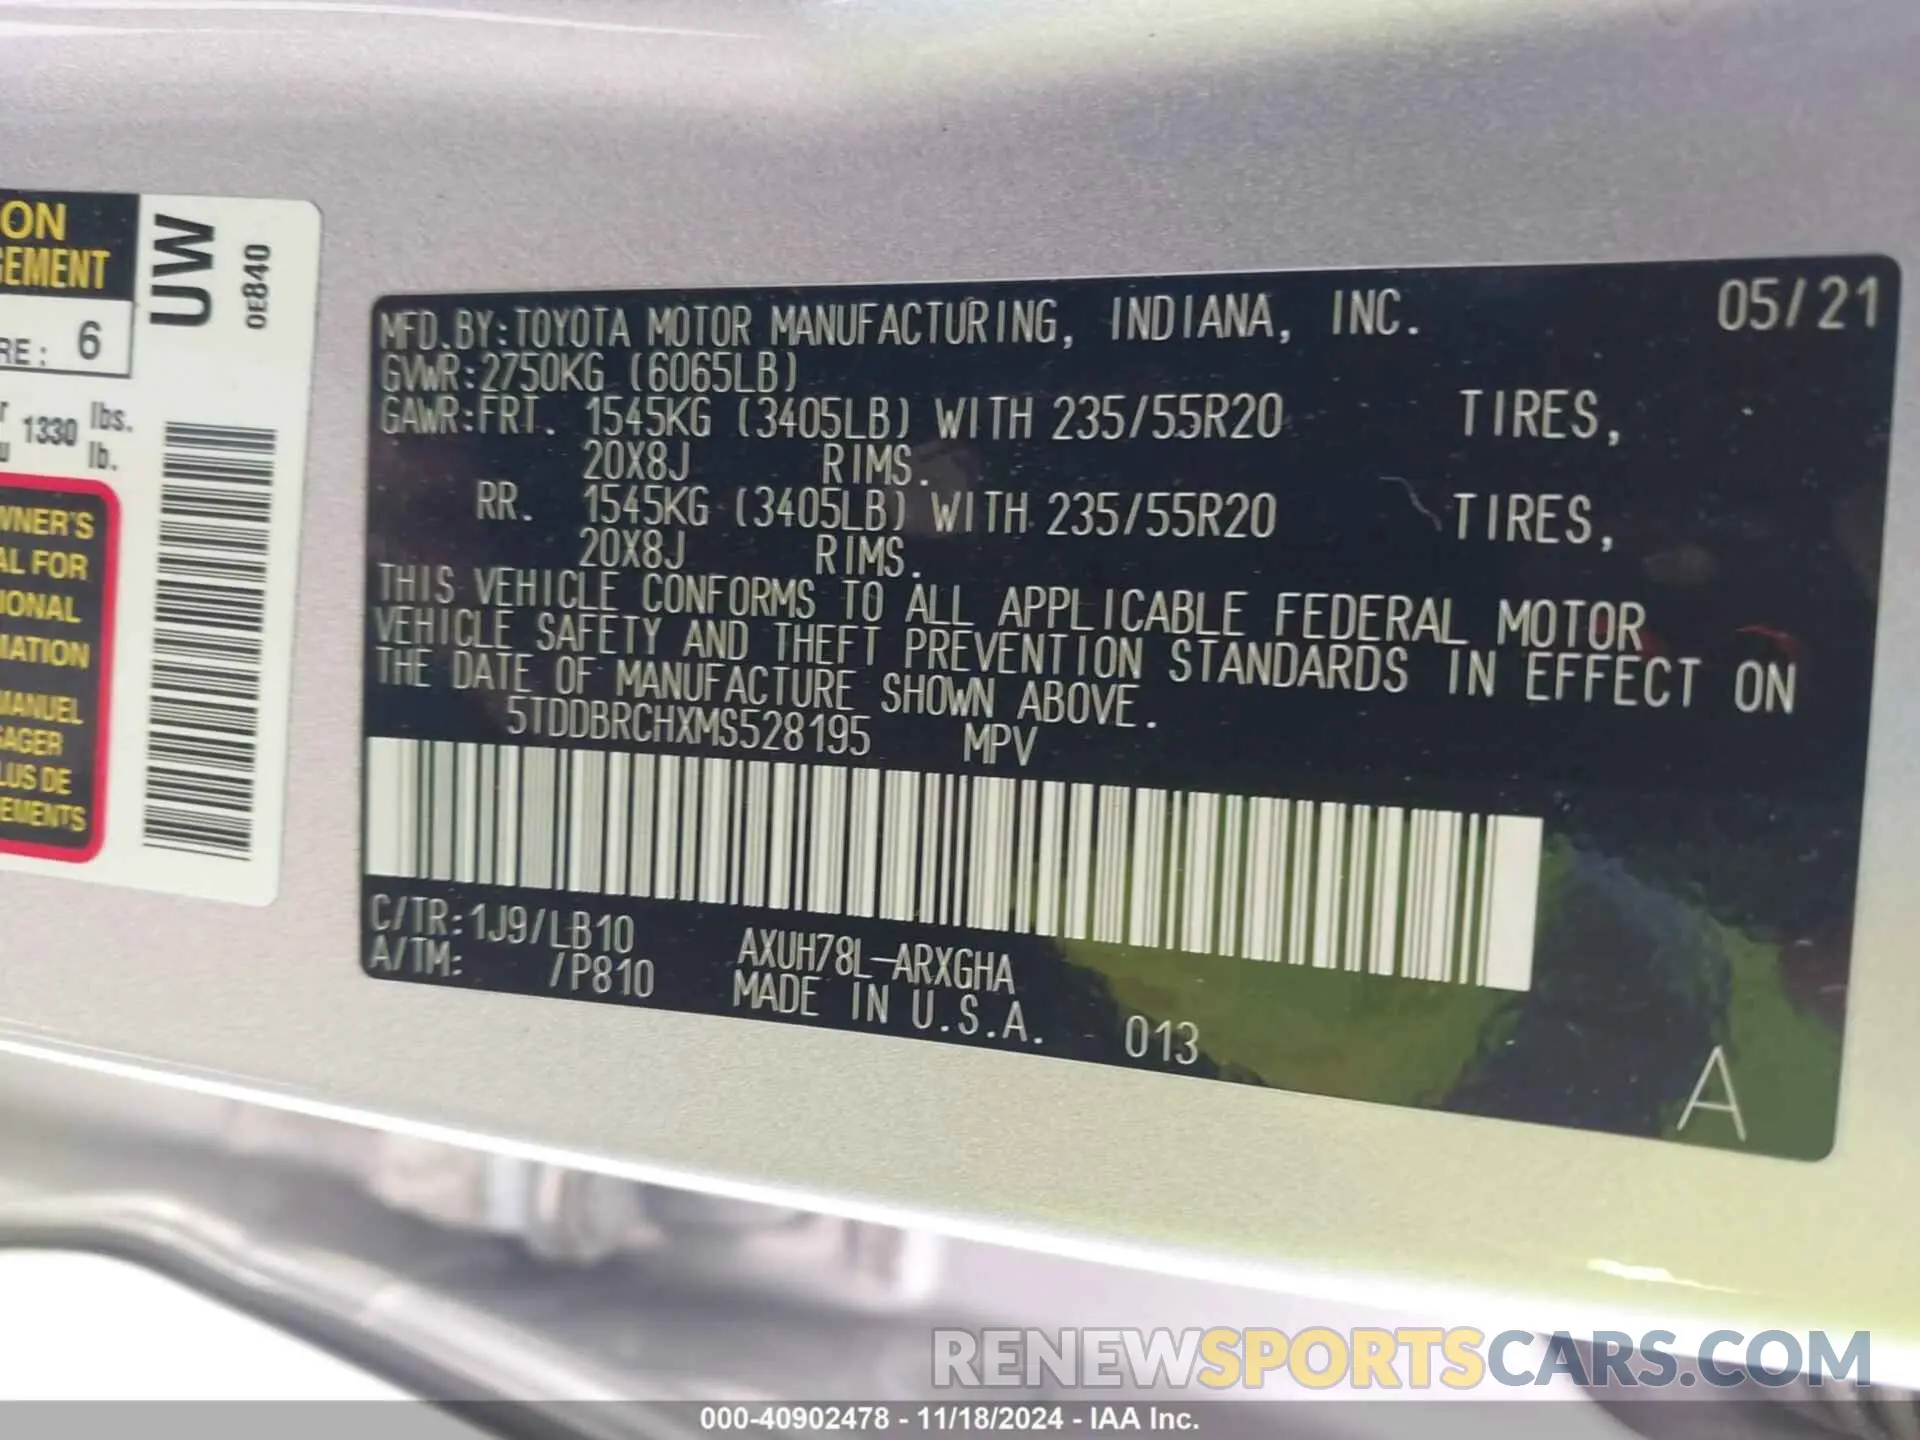 ON
GEMENT
RE: 6
UW
0E840
1330 lbs.
lb.
WNER'S
AL FOR
IONAL
MATION
MANUEL
SAGER
LUS DE
EMENTS
MFD.BY:TOYOTA MOTOR MANUFACTURING, INDIANA, INC. 05/21
GVWR:2750KG (6065LB)
GAWR:FRT. 1545KG (3405LB) WITH 235/55R20 TIRES,
20X8J RIMS.
RR. 1545KG (3405LB) WITH 235/55R20 TIRES,
20X8J RIMS.
THIS VEHICLE CONFORMS TO ALL APPLICABLE FEDERAL MOTOR
VEHICLE SAFETY AND THEFT PREVENTION STANDARDS IN EFFECT ON
THE DATE OF MANUFACTURE SHOWN ABOVE.
5TDDBRCHXMS528195 MPV
C/TR:1J9/LB10
A/TM: /P810
AXUH78L-ARXGHA
MADE IN U.S.A. 013
A
RENEWSPORTSCARS.COM
000-40902478 - 11/18/2024 - IAA Inc.